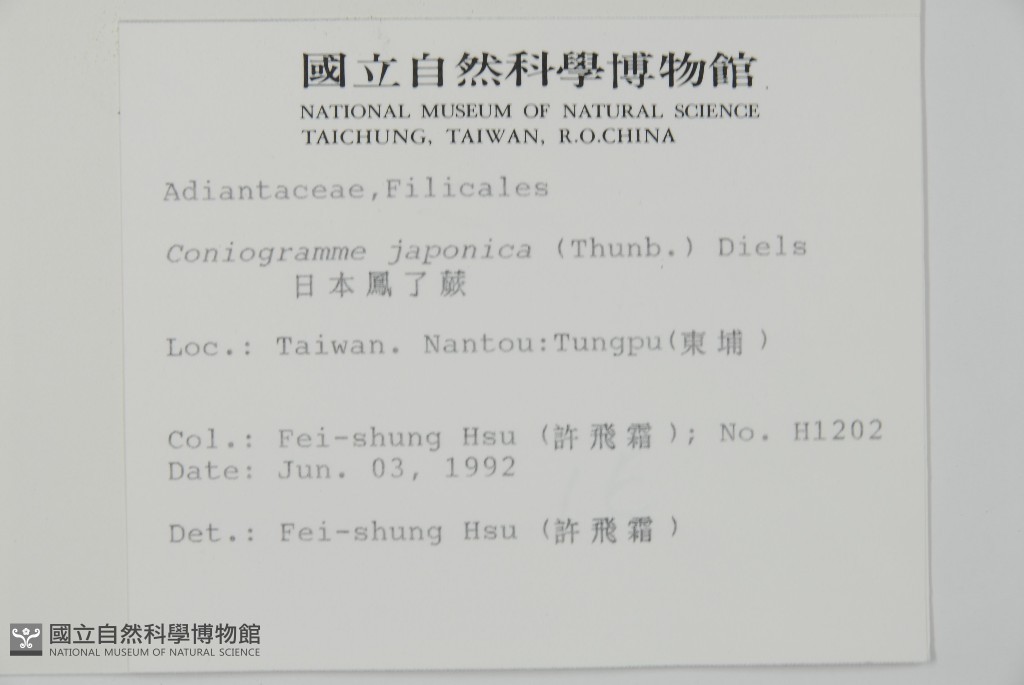 國立自然科學博物館
NATIONAL MUSEUM OF NATURAL SCIENCE
TAICHUNG, TAIWAN, R.O.CHINA
Adiantaceae,Filicales
Coniogramme japonica (Thunb.) Diels
日本鳳了蕨
Loc.: Taiwan. Nantou:Tungpu(東埔)
Col.: Fei-shung Hsu (許飛霜); No. H1202
Date: Jun. 03, 1992
Det.: Fei-shung Hsu (許飛霜)
國立自然科學博物館
NATIONAL MUSEUM OF NATURAL SCIENCE